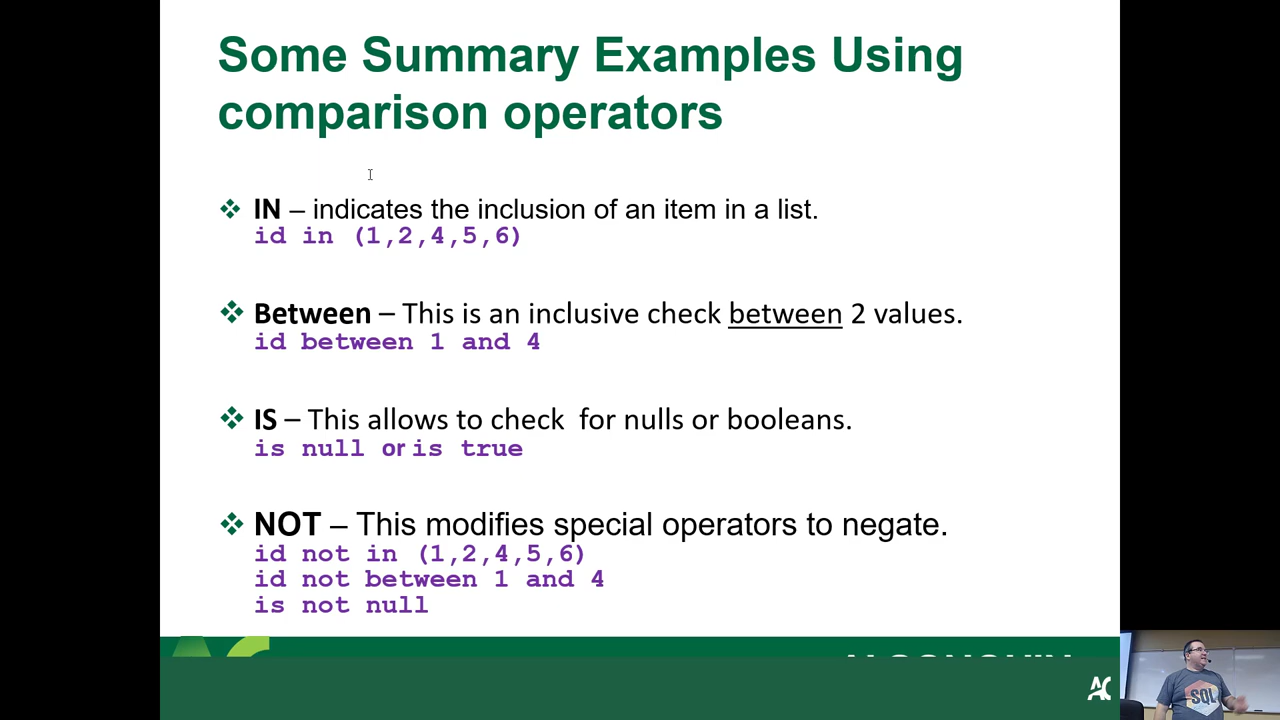 Some Summary Examples Using
comparison operators
IN – indicates the inclusion of an item in a list.
id in (1,2,4,5,6)
Between – This is an inclusive check between 2 values.
id between 1 and 4
IS – This allows to check  for nulls or booleans.
is null or is true
NOT – This modifies special operators to negate.
id not in (1,2,4,5,6)
id not between 1 and 4
is not null
AC
ALGONQUIN
AC
SQL